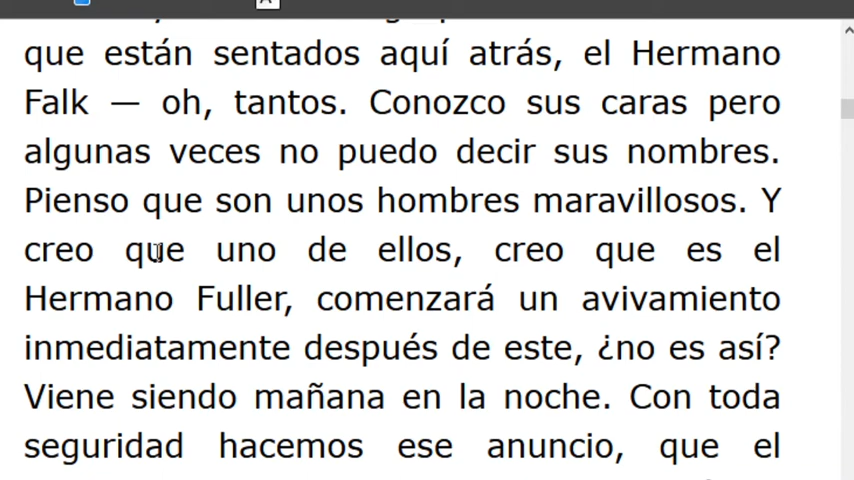 que están sentados aquí atrás, el Hermano
Falk — oh, tantos. Conozco sus caras pero
algunas veces no puedo decir sus nombres.
Pienso que son unos hombres maravillosos. Y
creo que uno de ellos, creo que es el
Hermano Fuller, comenzará un avivamiento
inmediatamente después de este, ¿no es así?
Viene siendo mañana en la noche. Con toda
seguridad hacemos ese anuncio, que el